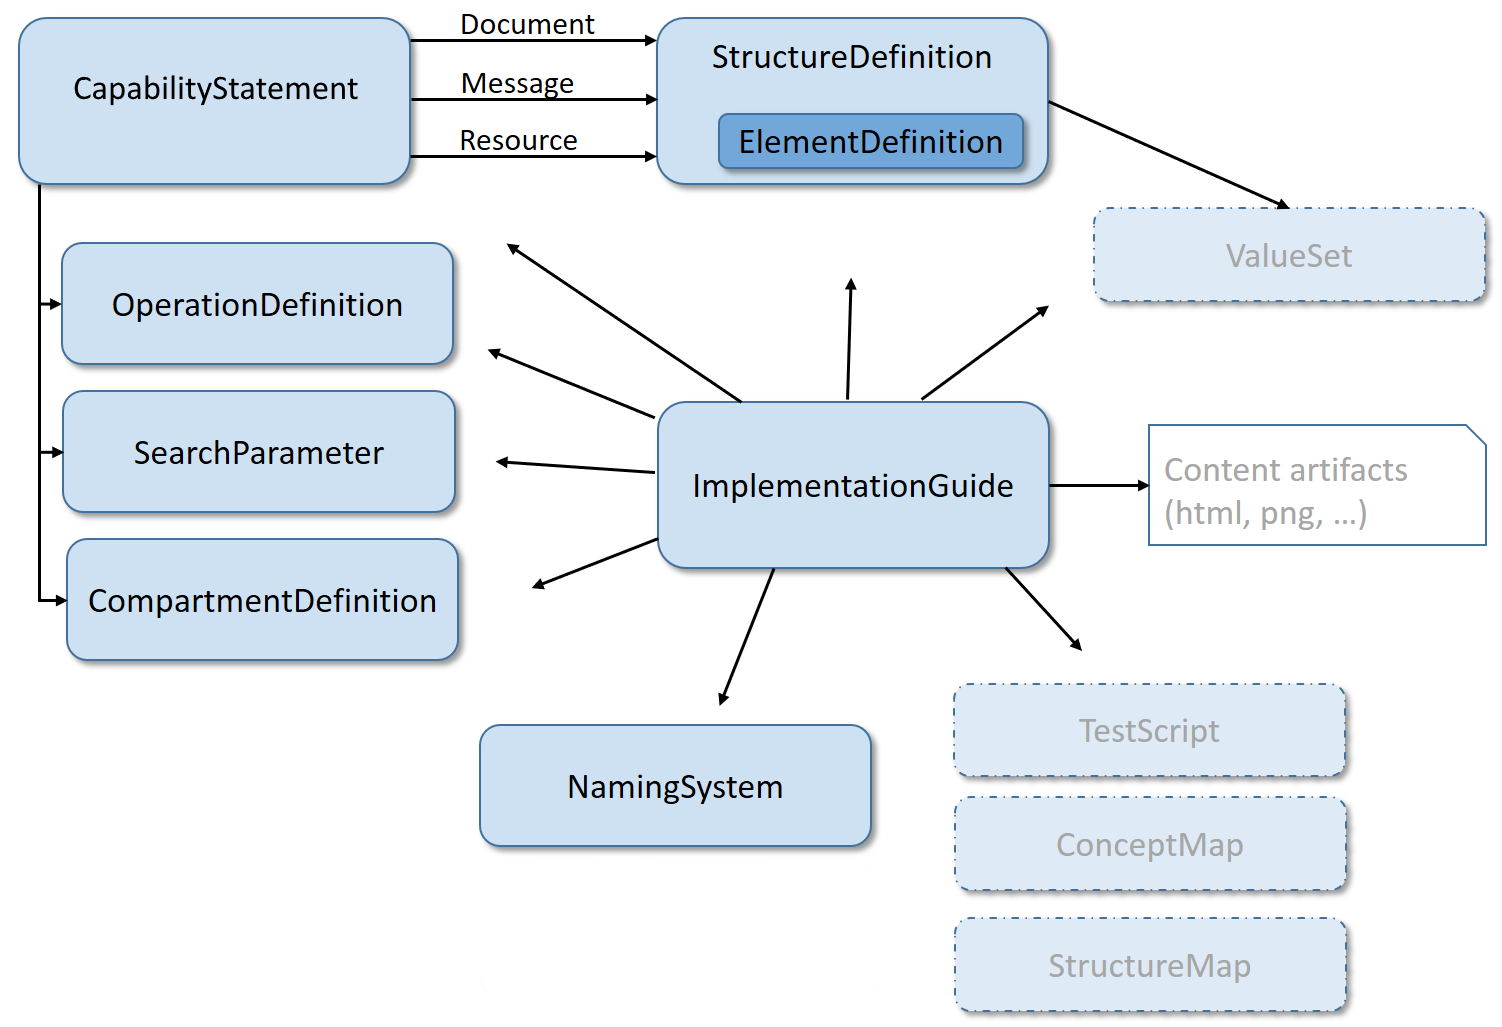 CapabilityStatement
Document
Message
Resource
StructureDefinition
ElementDefinition
ValueSet
OperationDefinition
SearchParameter
CompartmentDefinition
ImplementationGuide
Content artifacts
(html, png, ...)
NamingSystem
TestScript
ConceptMap
StructureMap